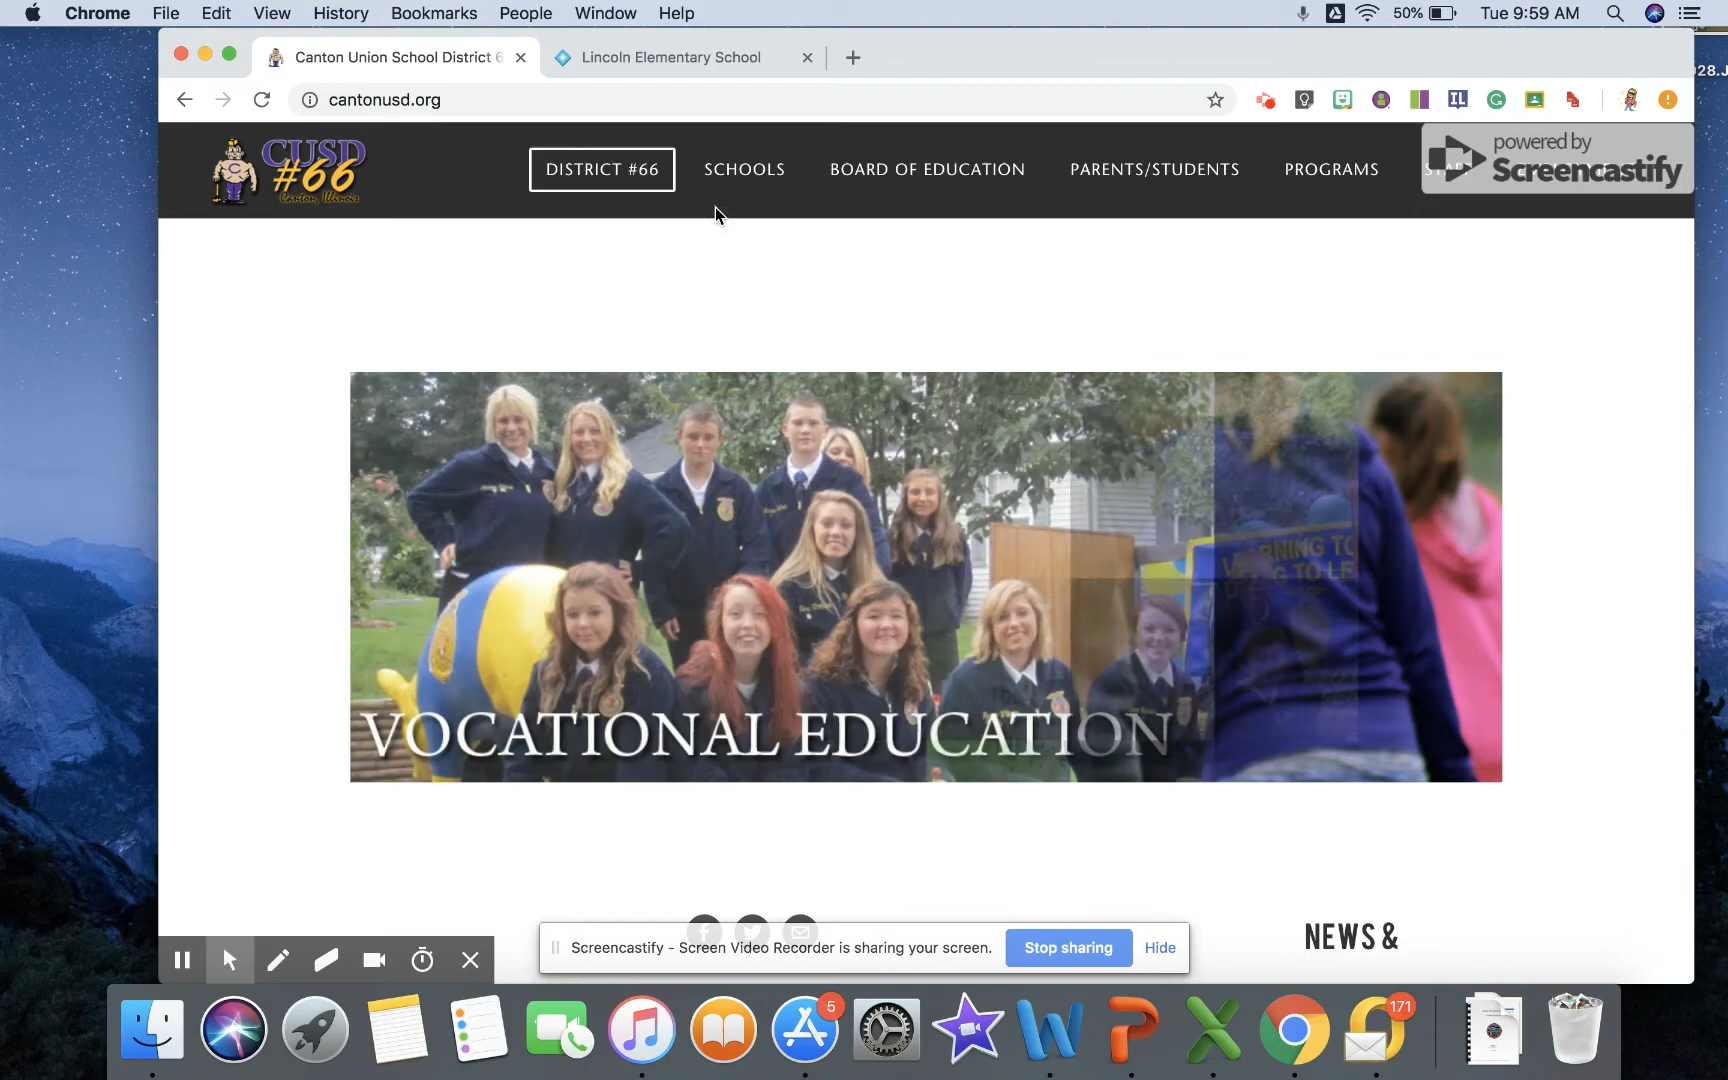 Chrome File Edit View History Bookmarks People Window Help 50% Tue 9:59 AM
Canton Union School District 6 Lincoln Elementary School
cantonusd.org
CUSD #66 Canton, Illinois
DISTRICT #66 SCHOOLS BOARD OF EDUCATION PARENTS/STUDENTS PROGRAMS
powered by
Screencastify
VOCATIONAL EDUCATION
NEWS &
Screencastify - Screen Video Recorder is sharing your screen. Stop sharing Hide
5
171